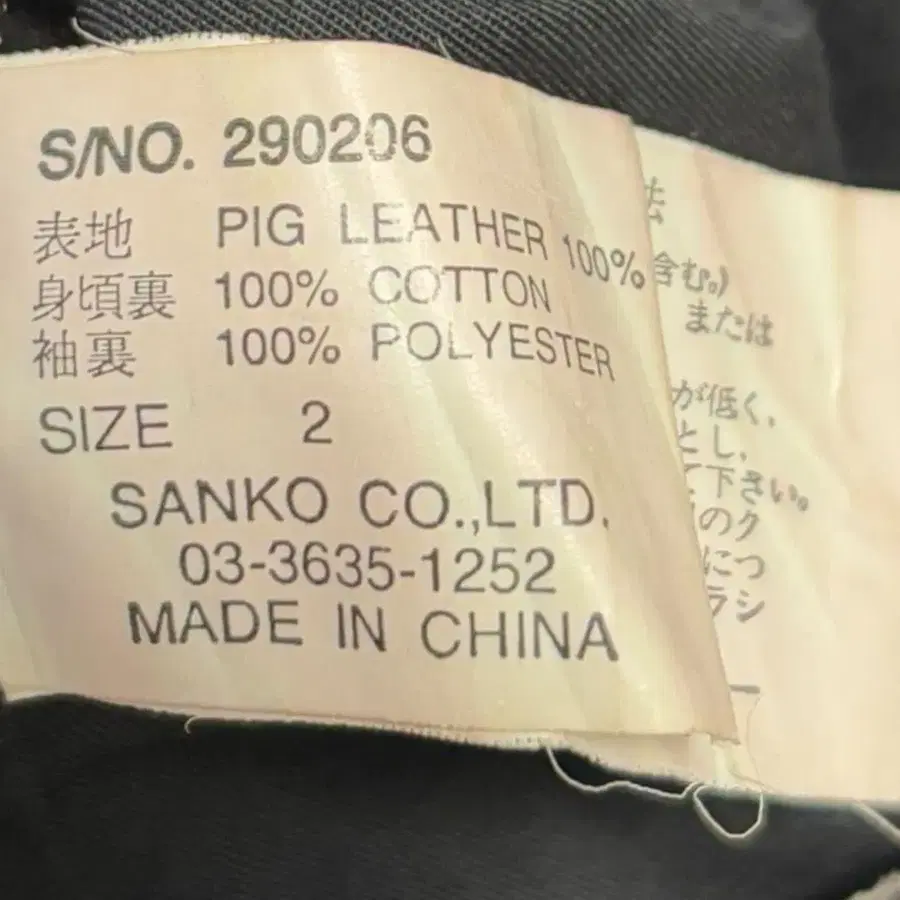 S/NO. 290206
表地 PIG LEATHER 100%
身頃裏 100% COTTON
袖裏 100% POLYESTER
SIZE 2
SANKO CO.,LTD.
03-3635-1252
MADE IN CHINA
法
含む。)
または
が低く、
とし、
て下さい。
のク
につ
ラシ